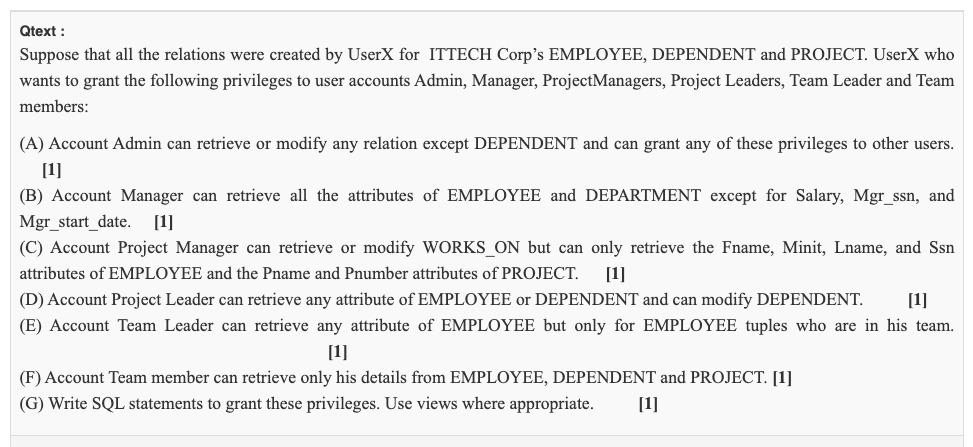 Qtext :
Suppose that all the relations were created by UserX for ITTECH Corp's EMPLOYEE, DEPENDENT and PROJECT. UserX who
wants to grant the following privileges to user accounts Admin, Manager, ProjectManagers, Project Leaders, Team Leader and Team
members:
(A) Account Admin can retrieve or modify any relation except DEPENDENT and can grant any of these privileges to other users.
[1]
(B) Account Manager can retrieve all the attributes of EMPLOYEE and DEPARTMENT except for Salary, Mgr_ssn, and
Mgr_start_date. [1]
(C) Account Project Manager can retrieve or modify WORKS_ON but can only retrieve the Fname, Minit, Lname, and Ssn
attributes of EMPLOYEE and the Pname and Pnumber attributes of PROJECT. [1]
(D) Account Project Leader can retrieve any attribute of EMPLOYEE or DEPENDENT and can modify DEPENDENT. [1]
(E) Account Team Leader can retrieve any attribute of EMPLOYEE but only for EMPLOYEE tuples who are in his team.
[1]
(F) Account Team member can retrieve only his details from EMPLOYEE, DEPENDENT and PROJECT. [1]
(G) Write SQL statements to grant these privileges. Use views where appropriate. [1]